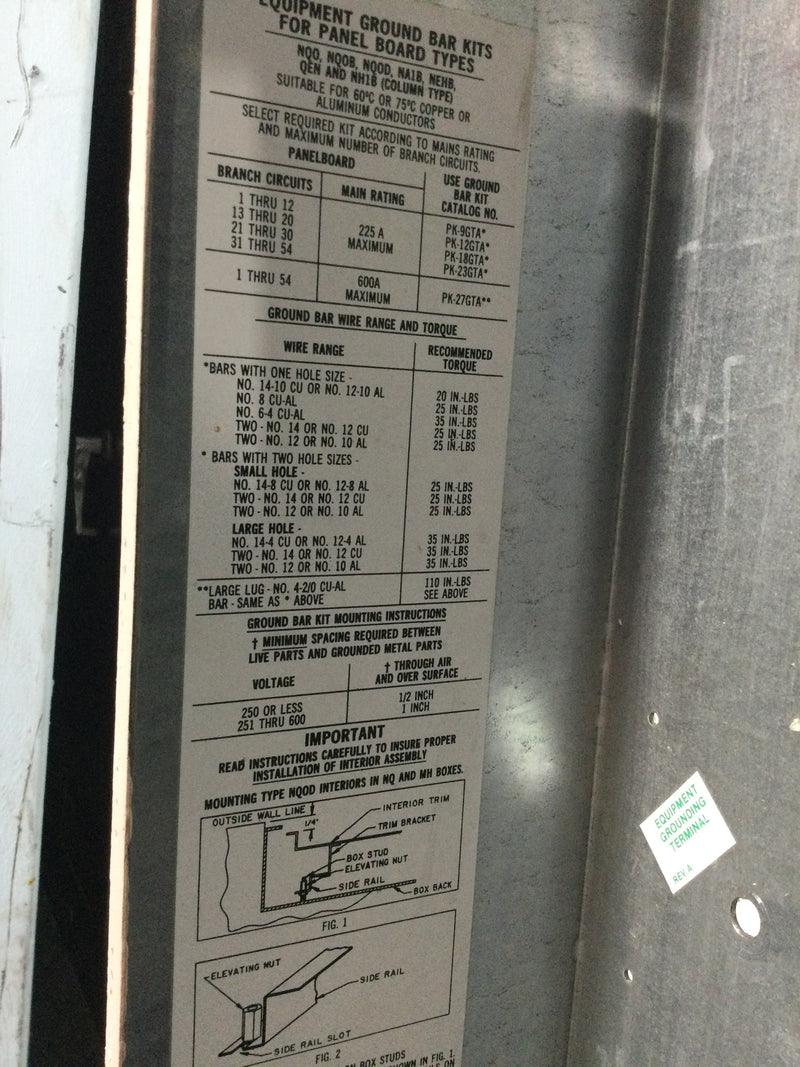 EQUIPMENT GROUND BAR KITS
FOR PANEL BOARD TYPES
NQO, NQOB, NQOD, NA1B, NEHB,
QEN AND NH1B (COLUMN TYPE)
SUITABLE FOR 60°C OR 75°C COPPER OR
ALUMINUM CONDUCTORS
SELECT REQUIRED KIT ACCORDING TO MAINS RATING
AND MAXIMUM NUMBER OF BRANCH CIRCUITS.
PANELBOARD
BRANCH CIRCUITS MAIN RATING USE GROUND
BAR KIT
CATALOG NO.
1 THRU 12 PK-9GTA*
13 THRU 20 PK-12GTA*
21 THRU 30 PK-18GTA*
31 THRU 54 PK-23GTA*
225 A
MAXIMUM
1 THRU 54 600A
MAXIMUM PK-27GTA**
GROUND BAR WIRE RANGE AND TORQUE
WIRE RANGE RECOMMENDED
TORQUE
*BARS WITH ONE HOLE SIZE -
NO. 14-10 CU OR NO. 12-10 AL 20 IN.-LBS
NO. 8 CU-AL 25 IN.-LBS
NO. 6-4 CU-AL 35 IN.-LBS
TWO - NO. 14 OR NO. 12 CU 25 IN.-LBS
TWO - NO. 12 OR NO. 10 AL 25 IN.-LBS
* BARS WITH TWO HOLE SIZES -
SMALL HOLE -
NO. 14-8 CU OR NO. 12-8 AL 25 IN.-LBS
TWO - NO. 14 OR NO. 12 CU 25 IN.-LBS
TWO - NO. 12 OR NO. 10 AL 25 IN.-LBS
LARGE HOLE -
NO. 14-4 CU OR NO. 12-4 AL 35 IN.-LBS
TWO - NO. 14 OR NO. 12 CU 35 IN.-LBS
TWO - NO. 12 OR NO. 10 AL 35 IN.-LBS
**LARGE LUG - NO. 4-2/0 CU-AL 110 IN.-LBS
BAR - SAME AS * ABOVE SEE ABOVE
GROUND BAR KIT MOUNTING INSTRUCTIONS
† MINIMUM SPACING REQUIRED BETWEEN
LIVE PARTS AND GROUNDED METAL PARTS
VOLTAGE † THROUGH AIR
AND OVER SURFACE
250 OR LESS 1/2 INCH
251 THRU 600 1 INCH
IMPORTANT
READ INSTRUCTIONS CAREFULLY TO INSURE PROPER
INSTALLATION OF INTERIOR ASSEMBLY
MOUNTING TYPE NQOD INTERIORS IN NQ AND MH BOXES.
OUTSIDE WALL LINE
1/4"
INTERIOR TRIM
TRIM BRACKET
BOX STUD
ELEVATING NUT
SIDE RAIL
BOX BACK
FIG. 1
ELEVATING NUT
SIDE RAIL
SIDE RAIL SLOT
FIG. 2
ON BOX STUDS
SHOWN IN FIG. 1.
EQUIPMENT
GROUNDING
TERMINAL
REV A